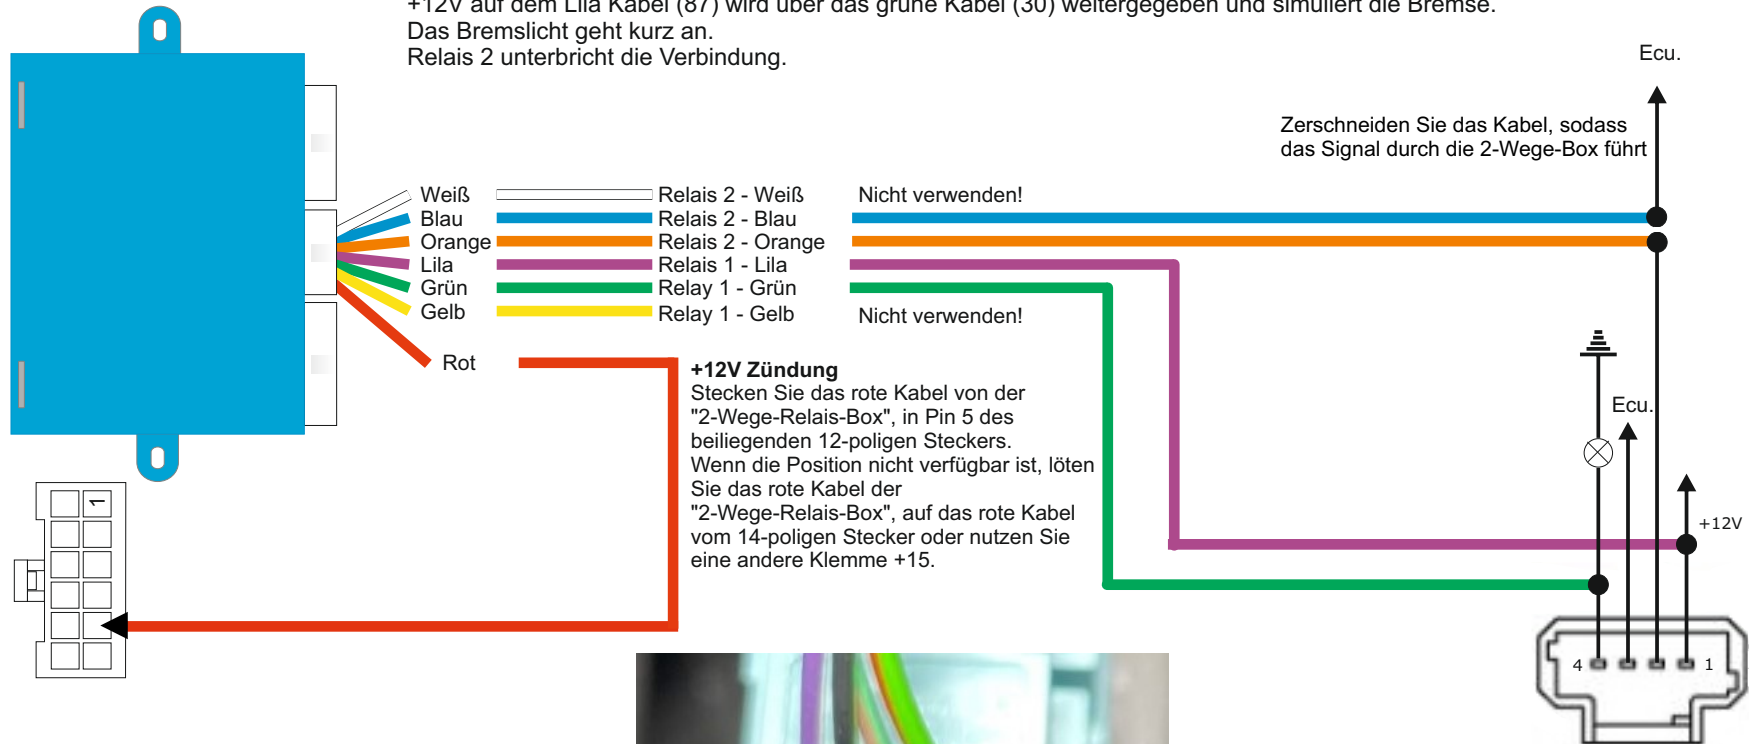 +12V auf dem Lila Kabel (87) wird über das grüne Kabel (30) weitergegeben und simuliert die Bremse.
Das Bremslicht geht kurz an.
Relais 2 unterbricht die Verbindung.
Ecu.
Zerschneiden Sie das Kabel, sodass
das Signal durch die 2-Wege-Box führt
Weiß Relais 2 - Weiß Nicht verwenden!
Blau Relais 2 - Blau
Orange Relais 2 - Orange
Lila Relais 1 - Lila
Grün Relay 1 - Grün
Gelb Relay 1 - Gelb Nicht verwenden!
Rot
+12V Zündung
Stecken Sie das rote Kabel von der
"2-Wege-Relais-Box", in Pin 5 des
beiliegenden 12-poligen Steckers.
Wenn die Position nicht verfügbar ist, löten
Sie das rote Kabel der
"2-Wege-Relais-Box", auf das rote Kabel
vom 14-poligen Stecker oder nutzen Sie
eine andere Klemme +15.
Ecu.
+12V
1
4 1